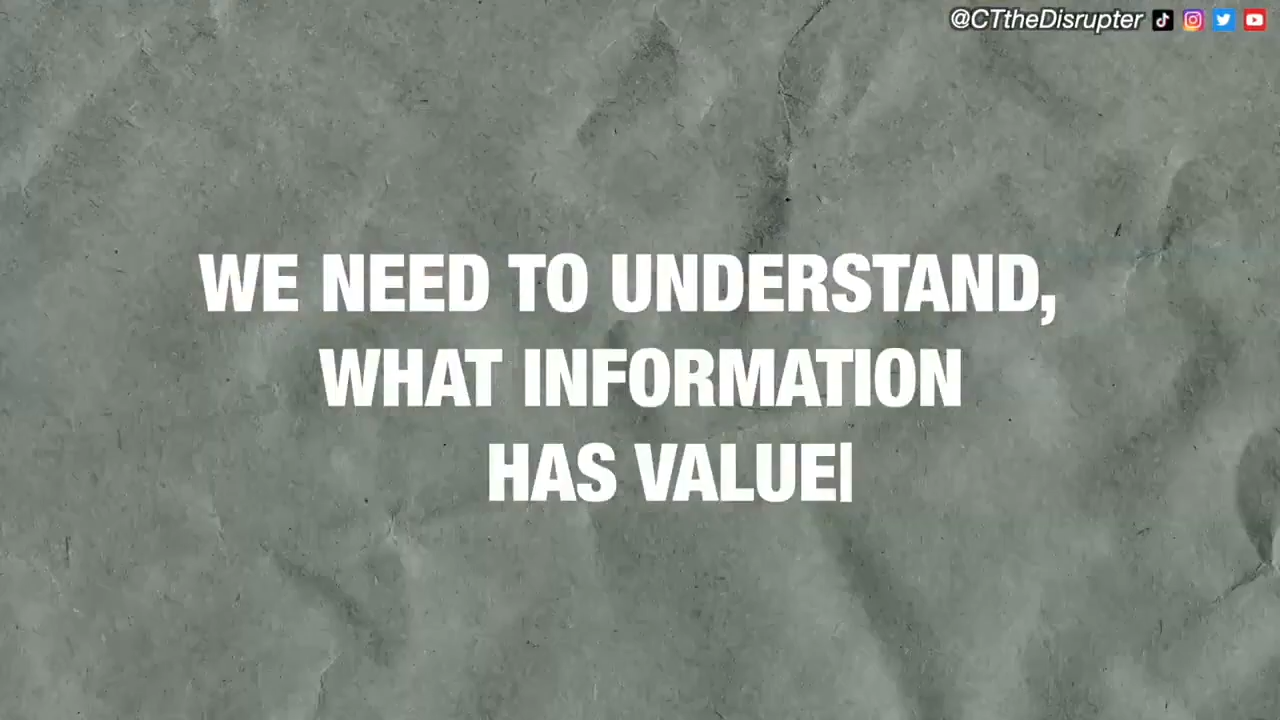 @CTtheDisrupter
WE NEED TO UNDERSTAND,
WHAT INFORMATION
HAS VALUE